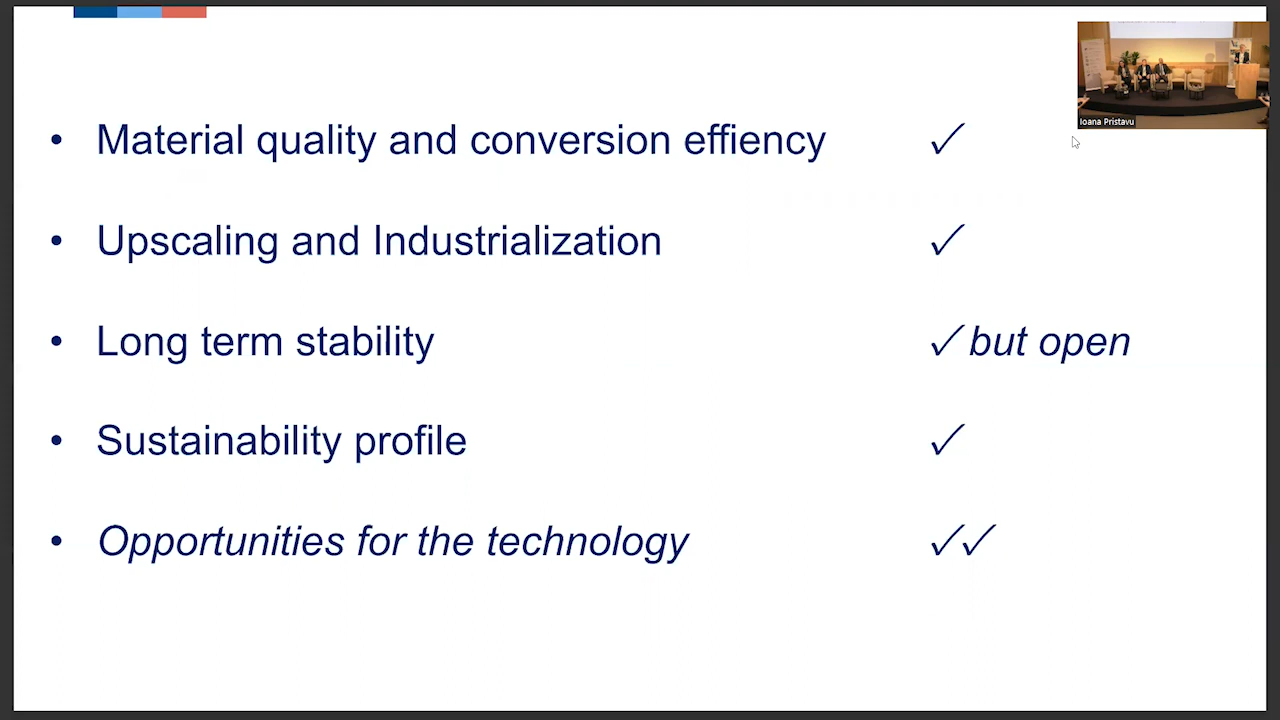 • Material quality and conversion effiency ✓
• Upscaling and Industrialization ✓
• Long term stability ✓ but open
• Sustainability profile ✓
• Opportunities for the technology ✓✓
Ioana Pristavu